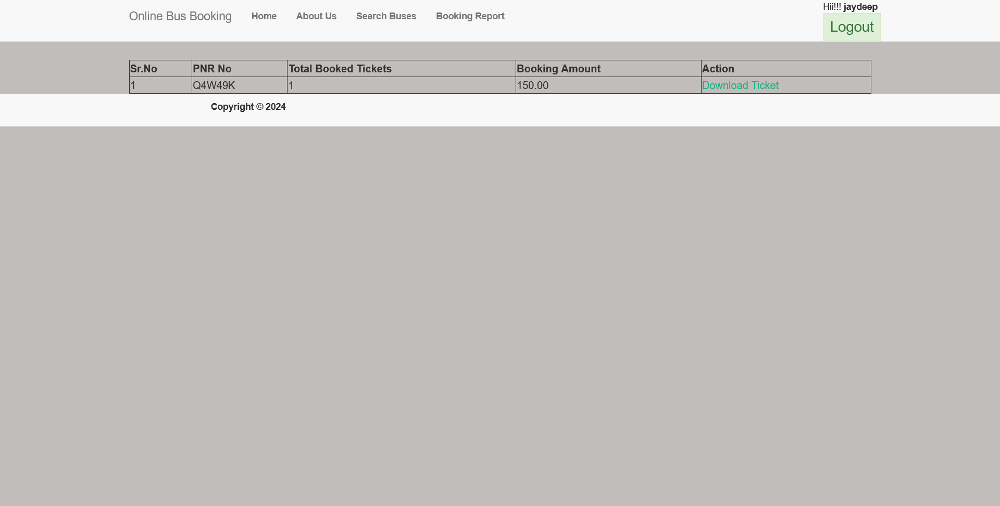 Online Bus Booking Home About Us Search Buses Booking Report
Hii!!! jaydeep
Logout
Sr.No PNR No Total Booked Tickets Booking Amount Action
1 Q4W49K 1 150.00 Download Ticket
Copyright © 2024